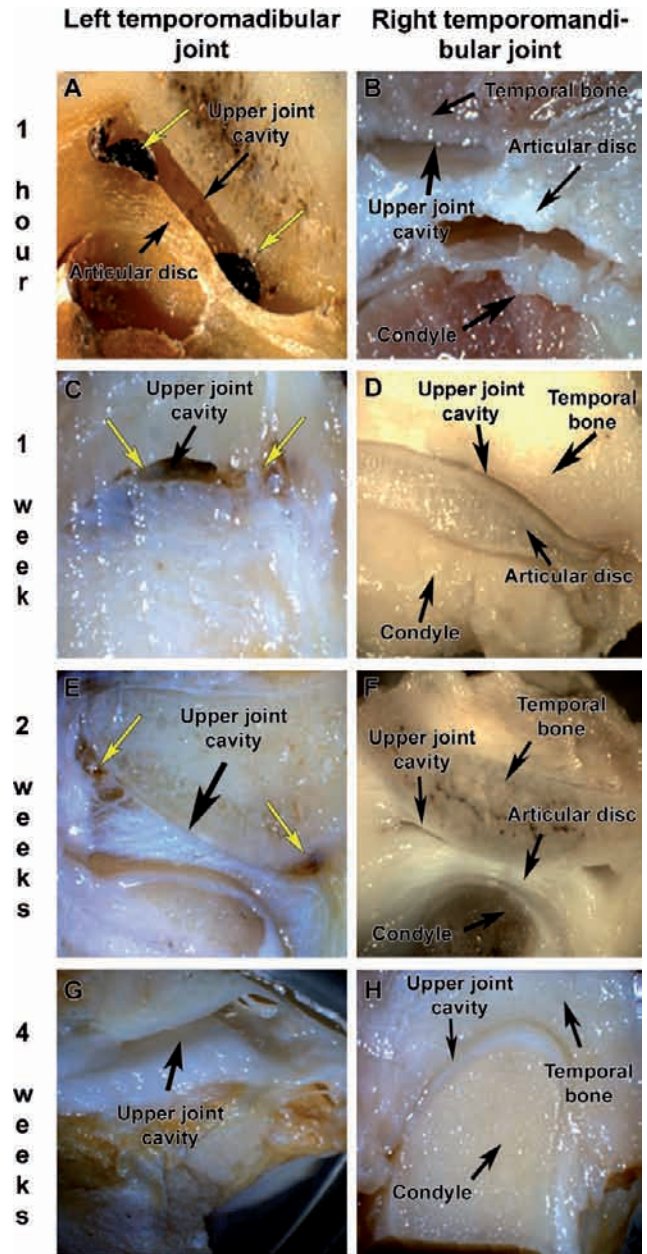 Left temporomadibular
joint
Right temporomandi-
bular joint
1
h
o
u
r
A
Upper joint
cavity
Articular disc
B
Temporal bone
Articular disc
Upper joint
cavity
Condyle
1
w
e
e
k
C
Upper joint
cavity
D
Upper joint
cavity
Temporal
bone
Articular disc
Condyle
2
w
e
e
k
s
E
Upper joint
cavity
F
Temporal
bone
Upper joint
cavity
Articular disc
Condyle
4
w
e
e
k
s
G
Upper joint
cavity
H
Upper joint
cavity
Temporal
bone
Condyle